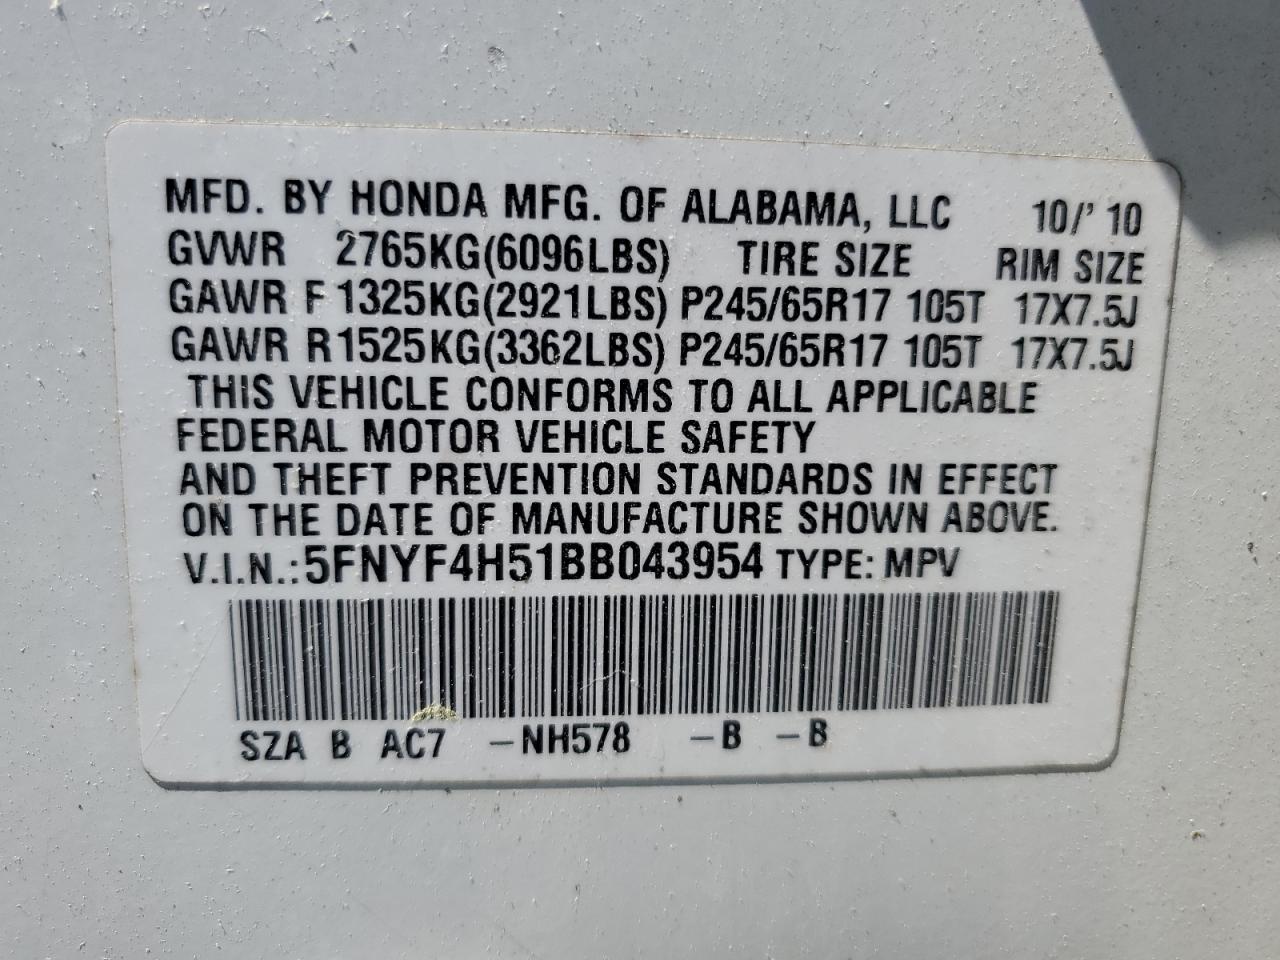 MFD. BY HONDA MFG. OF ALABAMA, LLC 10/'10
GVWR 2765KG(6096LBS) TIRE SIZE RIM SIZE
GAWR F 1325KG(2921LBS) P245/65R17 105T 17X7.5J
GAWR R 1525KG(3362LBS) P245/65R17 105T 17X7.5J
THIS VEHICLE CONFORMS TO ALL APPLICABLE
FEDERAL MOTOR VEHICLE SAFETY
AND THEFT PREVENTION STANDARDS IN EFFECT
ON THE DATE OF MANUFACTURE SHOWN ABOVE.
V.I.N.: 5FNYF4H51BB043954 TYPE: MPV
SZA B AC7 -NH578 -B -B